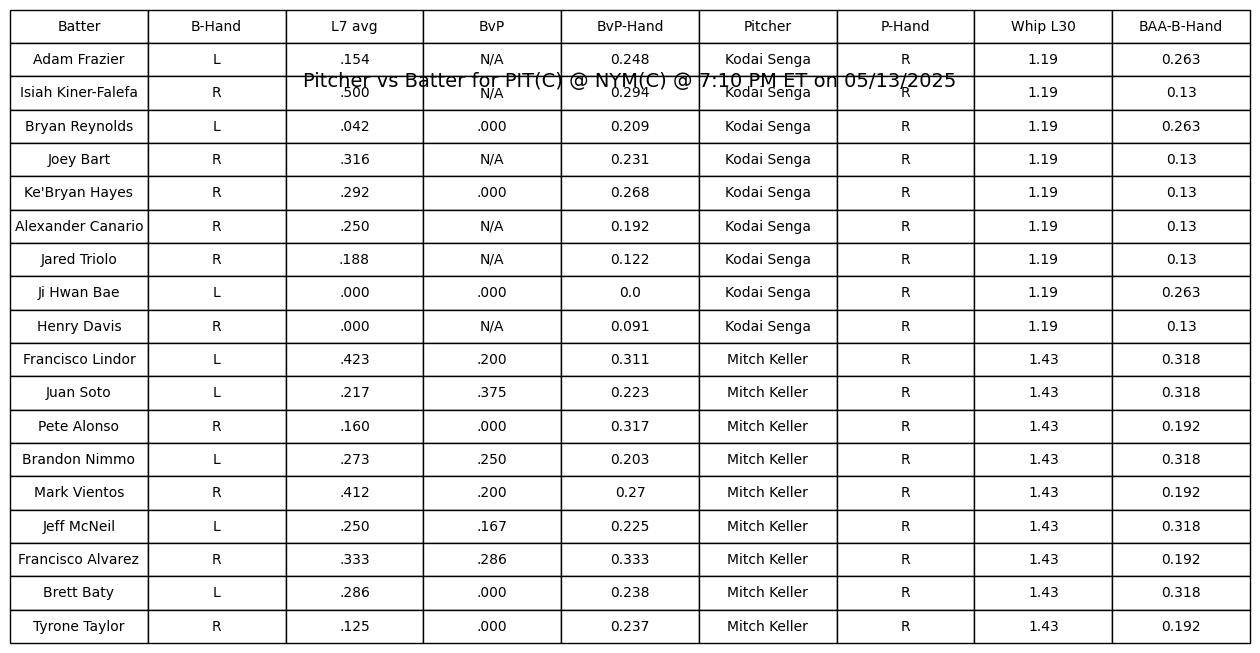 Batter B-Hand L7 avg BvP BvP-Hand Pitcher P-Hand Whip L30 BAA-B-Hand
Adam Frazier L .154 N/A 0.248 Kodai Senga R 1.19 0.263
Pitcher vs Batter for PIT(C) @ NYM(C) @ 7:10 PM ET on 05/13/2025
Isiah Kiner-Falefa R .500 N/A 0.294 Kodai Senga R 1.19 0.13
Bryan Reynolds L .042 .000 0.209 Kodai Senga R 1.19 0.263
Joey Bart R .316 N/A 0.231 Kodai Senga R 1.19 0.13
Ke'Bryan Hayes R .292 .000 0.268 Kodai Senga R 1.19 0.13
Alexander Canario R .250 N/A 0.192 Kodai Senga R 1.19 0.13
Jared Triolo R .188 N/A 0.122 Kodai Senga R 1.19 0.13
Ji Hwan Bae L .000 .000 0.0 Kodai Senga R 1.19 0.263
Henry Davis R .000 N/A 0.091 Kodai Senga R 1.19 0.13
Francisco Lindor L .423 .200 0.311 Mitch Keller R 1.43 0.318
Juan Soto L .217 .375 0.223 Mitch Keller R 1.43 0.318
Pete Alonso R .160 .000 0.317 Mitch Keller R 1.43 0.192
Brandon Nimmo L .273 .250 0.203 Mitch Keller R 1.43 0.318
Mark Vientos R .412 .200 0.27 Mitch Keller R 1.43 0.192
Jeff McNeil L .250 .167 0.225 Mitch Keller R 1.43 0.318
Francisco Alvarez R .333 .286 0.333 Mitch Keller R 1.43 0.192
Brett Baty L .286 .000 0.238 Mitch Keller R 1.43 0.318
Tyrone Taylor R .125 .000 0.237 Mitch Keller R 1.43 0.192